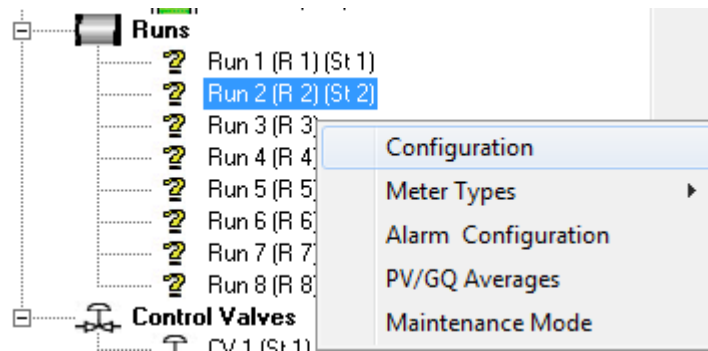 Runs
Run 1 (R 1) (St 1)
Run 2 (R 2) (St 2)
Run 3 (R 3)
Run 4 (R 4)
Run 5 (R 5)
Run 6 (R 6)
Run 7 (R 7)
Run 8 (R 8)
Configuration
Meter Types
Alarm Configuration
PV/GQ Averages
Maintenance Mode
Control Valves
CV 1 (St 1)